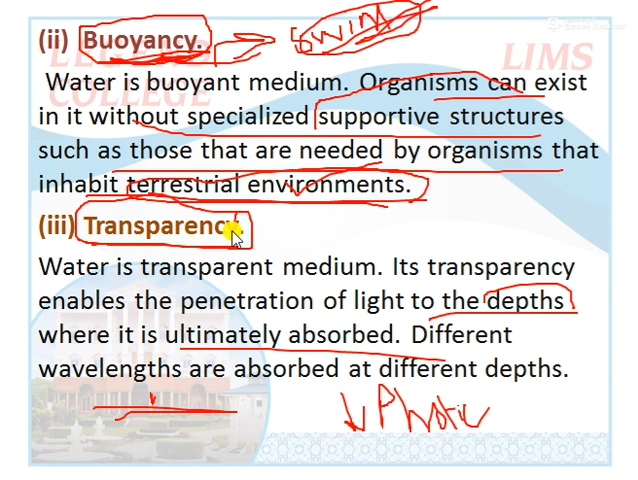 (ii) Buoyancy. Swim
LEGEND LIMS
COLLEGE
Water is buoyant medium. Organisms can exist
in it without specialized supportive structures
such as those that are needed by organisms that
inhabit terrestrial environments.
(iii) Transparency.
Water is transparent medium. Its transparency
enables the penetration of light to the depths
where it is ultimately absorbed. Different
wavelengths are absorbed at different depths.
Photic